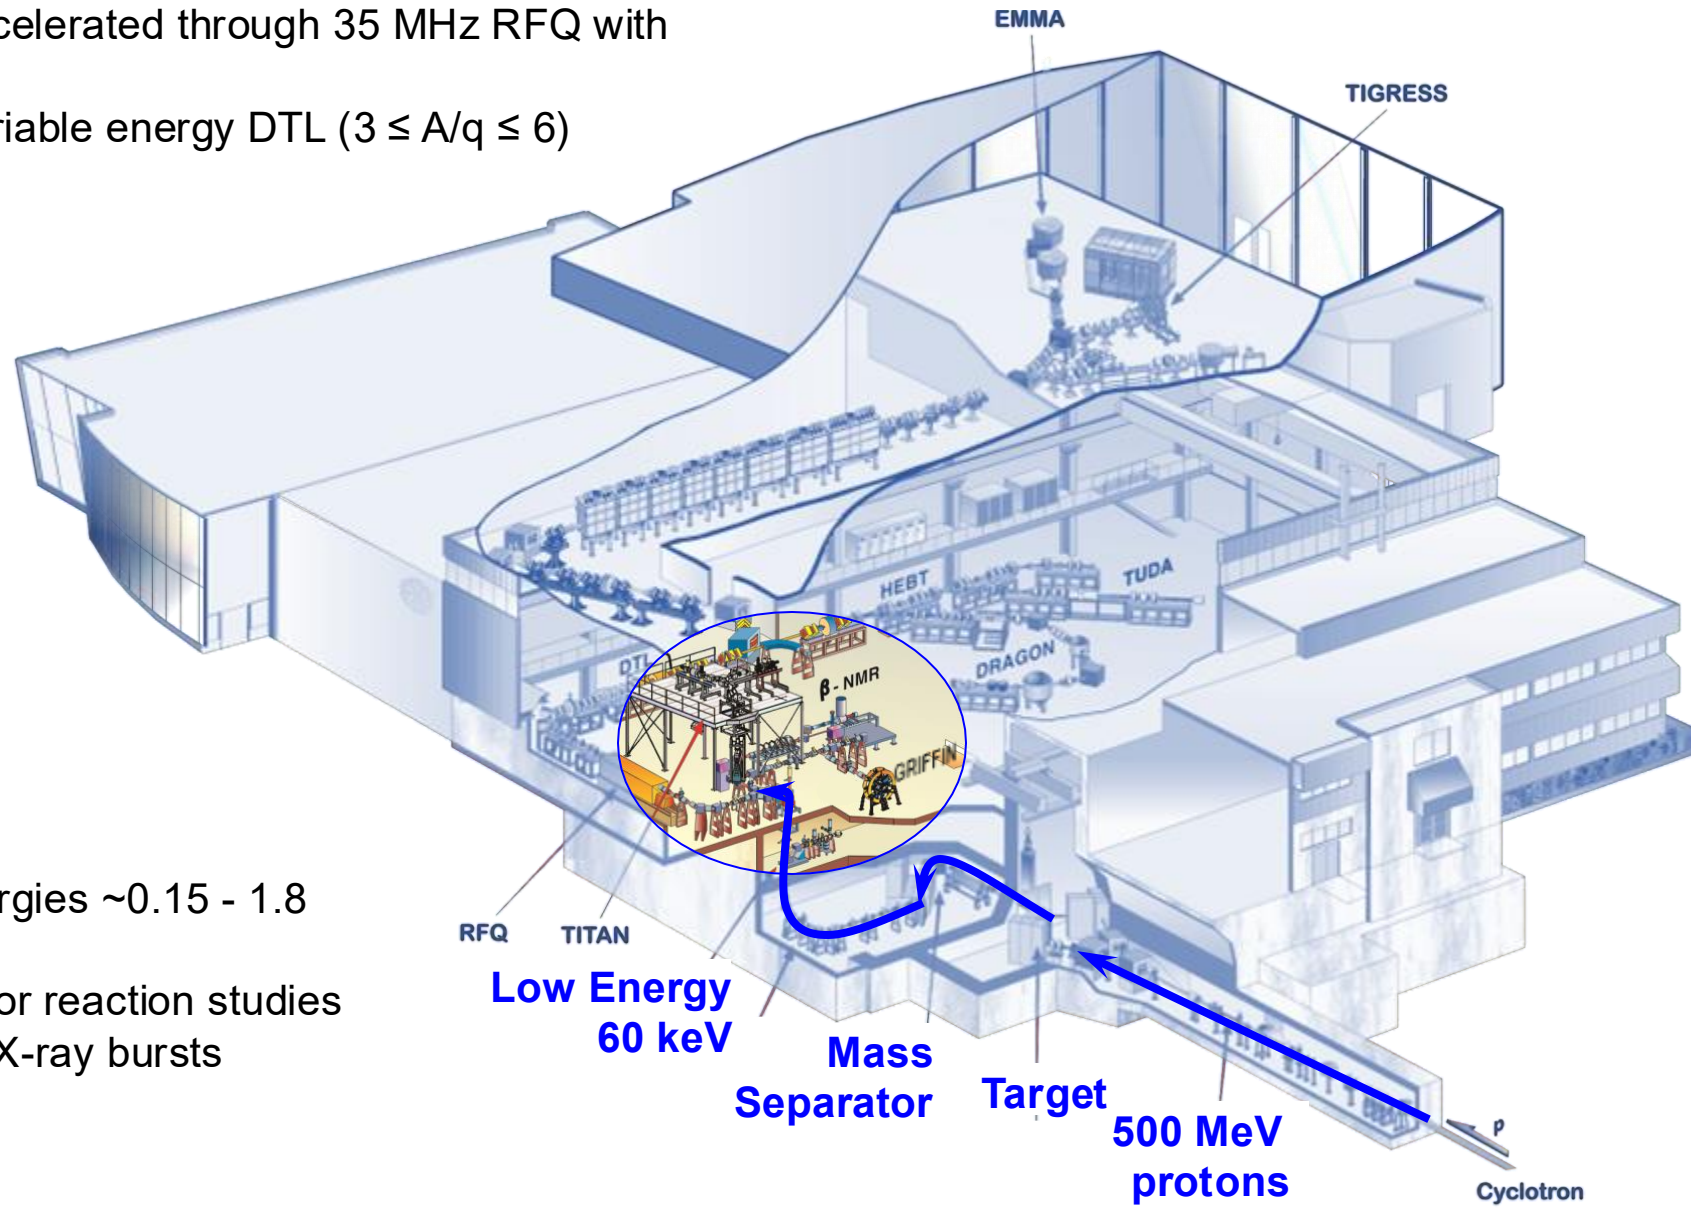 celerated through 35 MHz RFQ with
riable energy DTL (3 ≤ A/q ≤ 6)
EMMA
TIGRESS
HEBT
TUDA
DTL
β - NMR
DRAGON
GRIFFIN
rgies ~0.15 - 1.8
or reaction studies
X-ray bursts
RFQ
TITAN
Low Energy
60 keV
Mass
Separator
Target
500 MeV
protons
p
Cyclotron